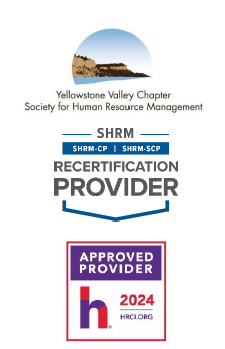 Yellowstone Valley Chapter
Society for Human Resource Management
SHRM
SHRM-CP | SHRM-SCP
RECERTIFICATION
PROVIDER
APPROVED
PROVIDER
h®
2024
HRCI.ORG